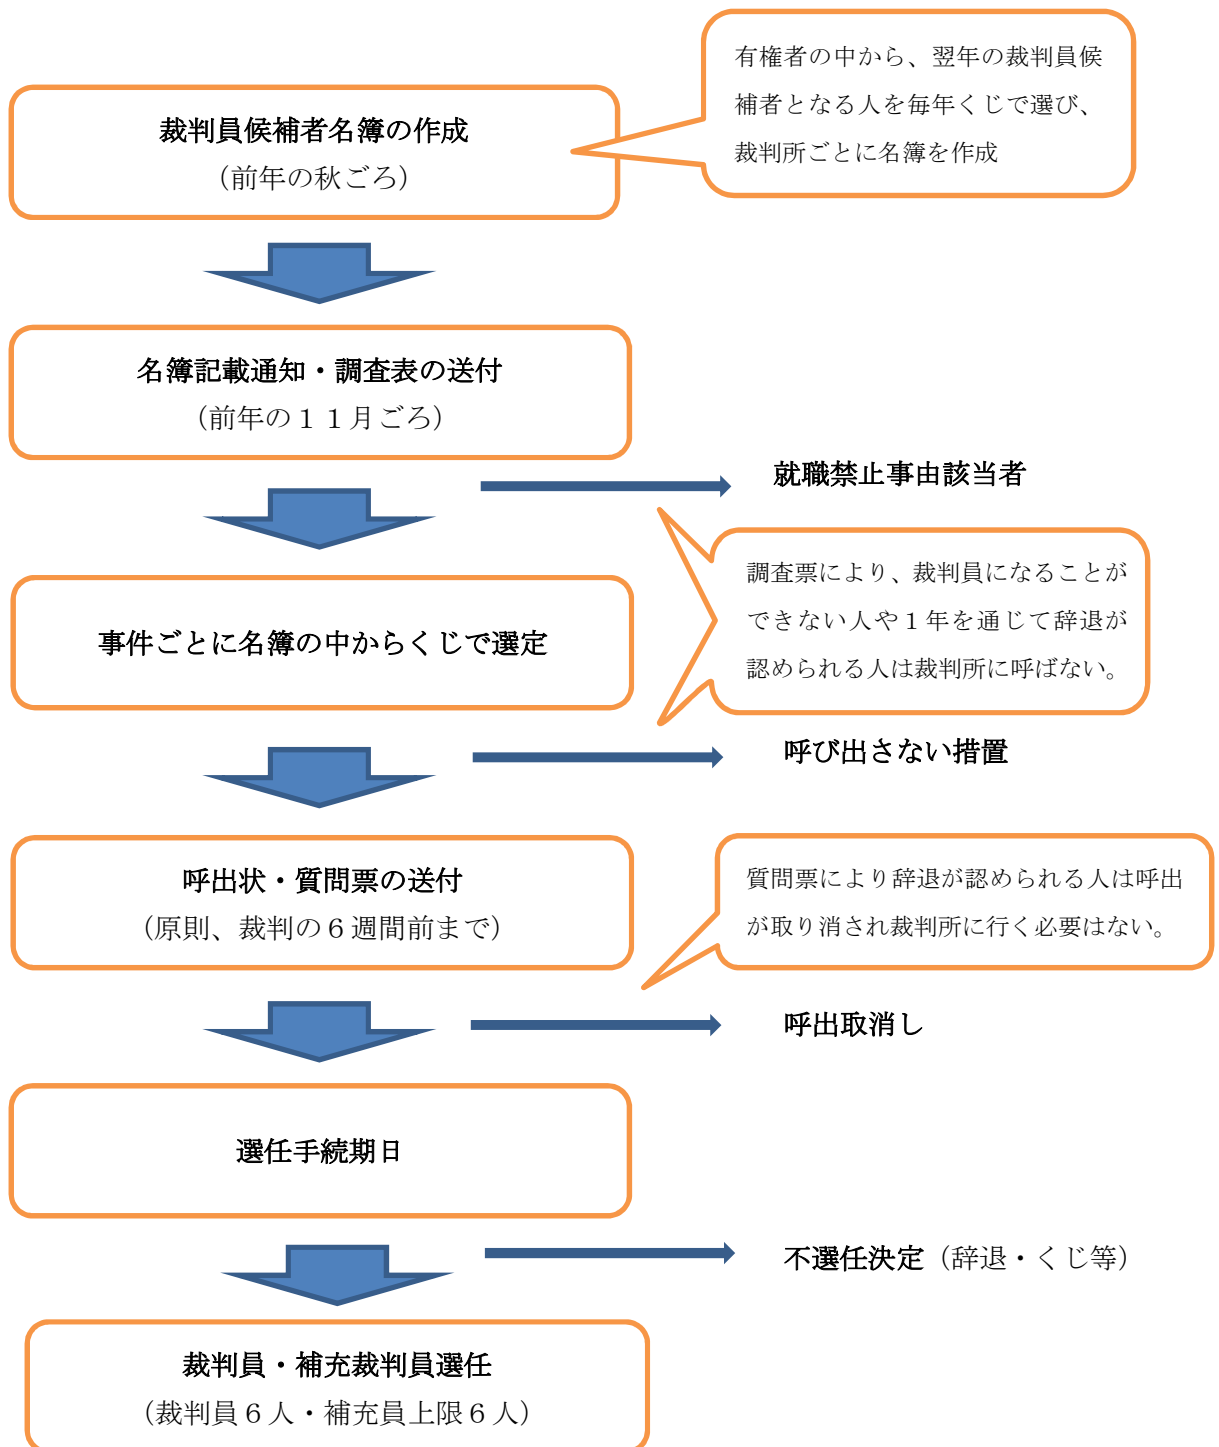 有権者の中から、翌年の裁判員候
補者となる人を毎年くじで選び、
裁判所ごとに名簿を作成
裁判員候補者名簿の作成
（前年の秋ごろ）
名簿記載通知・調査表の送付
（前年の１１月ごろ）
就職禁止事由該当者
調査票により、裁判員になることが
できない人や１年を通じて辞退が
認められる人は裁判所に呼ばない。
事件ごとに名簿の中からくじで選定
呼び出さない措置
呼出状・質問票の送付
（原則、裁判の６週間前まで）
質問票により辞退が認められる人は呼出
が取り消され裁判所に行く必要はない。
呼出取消し
選任手続期日
不選任決定（辞退・くじ等）
裁判員・補充裁判員選任
（裁判員６人・補充員上限６人）